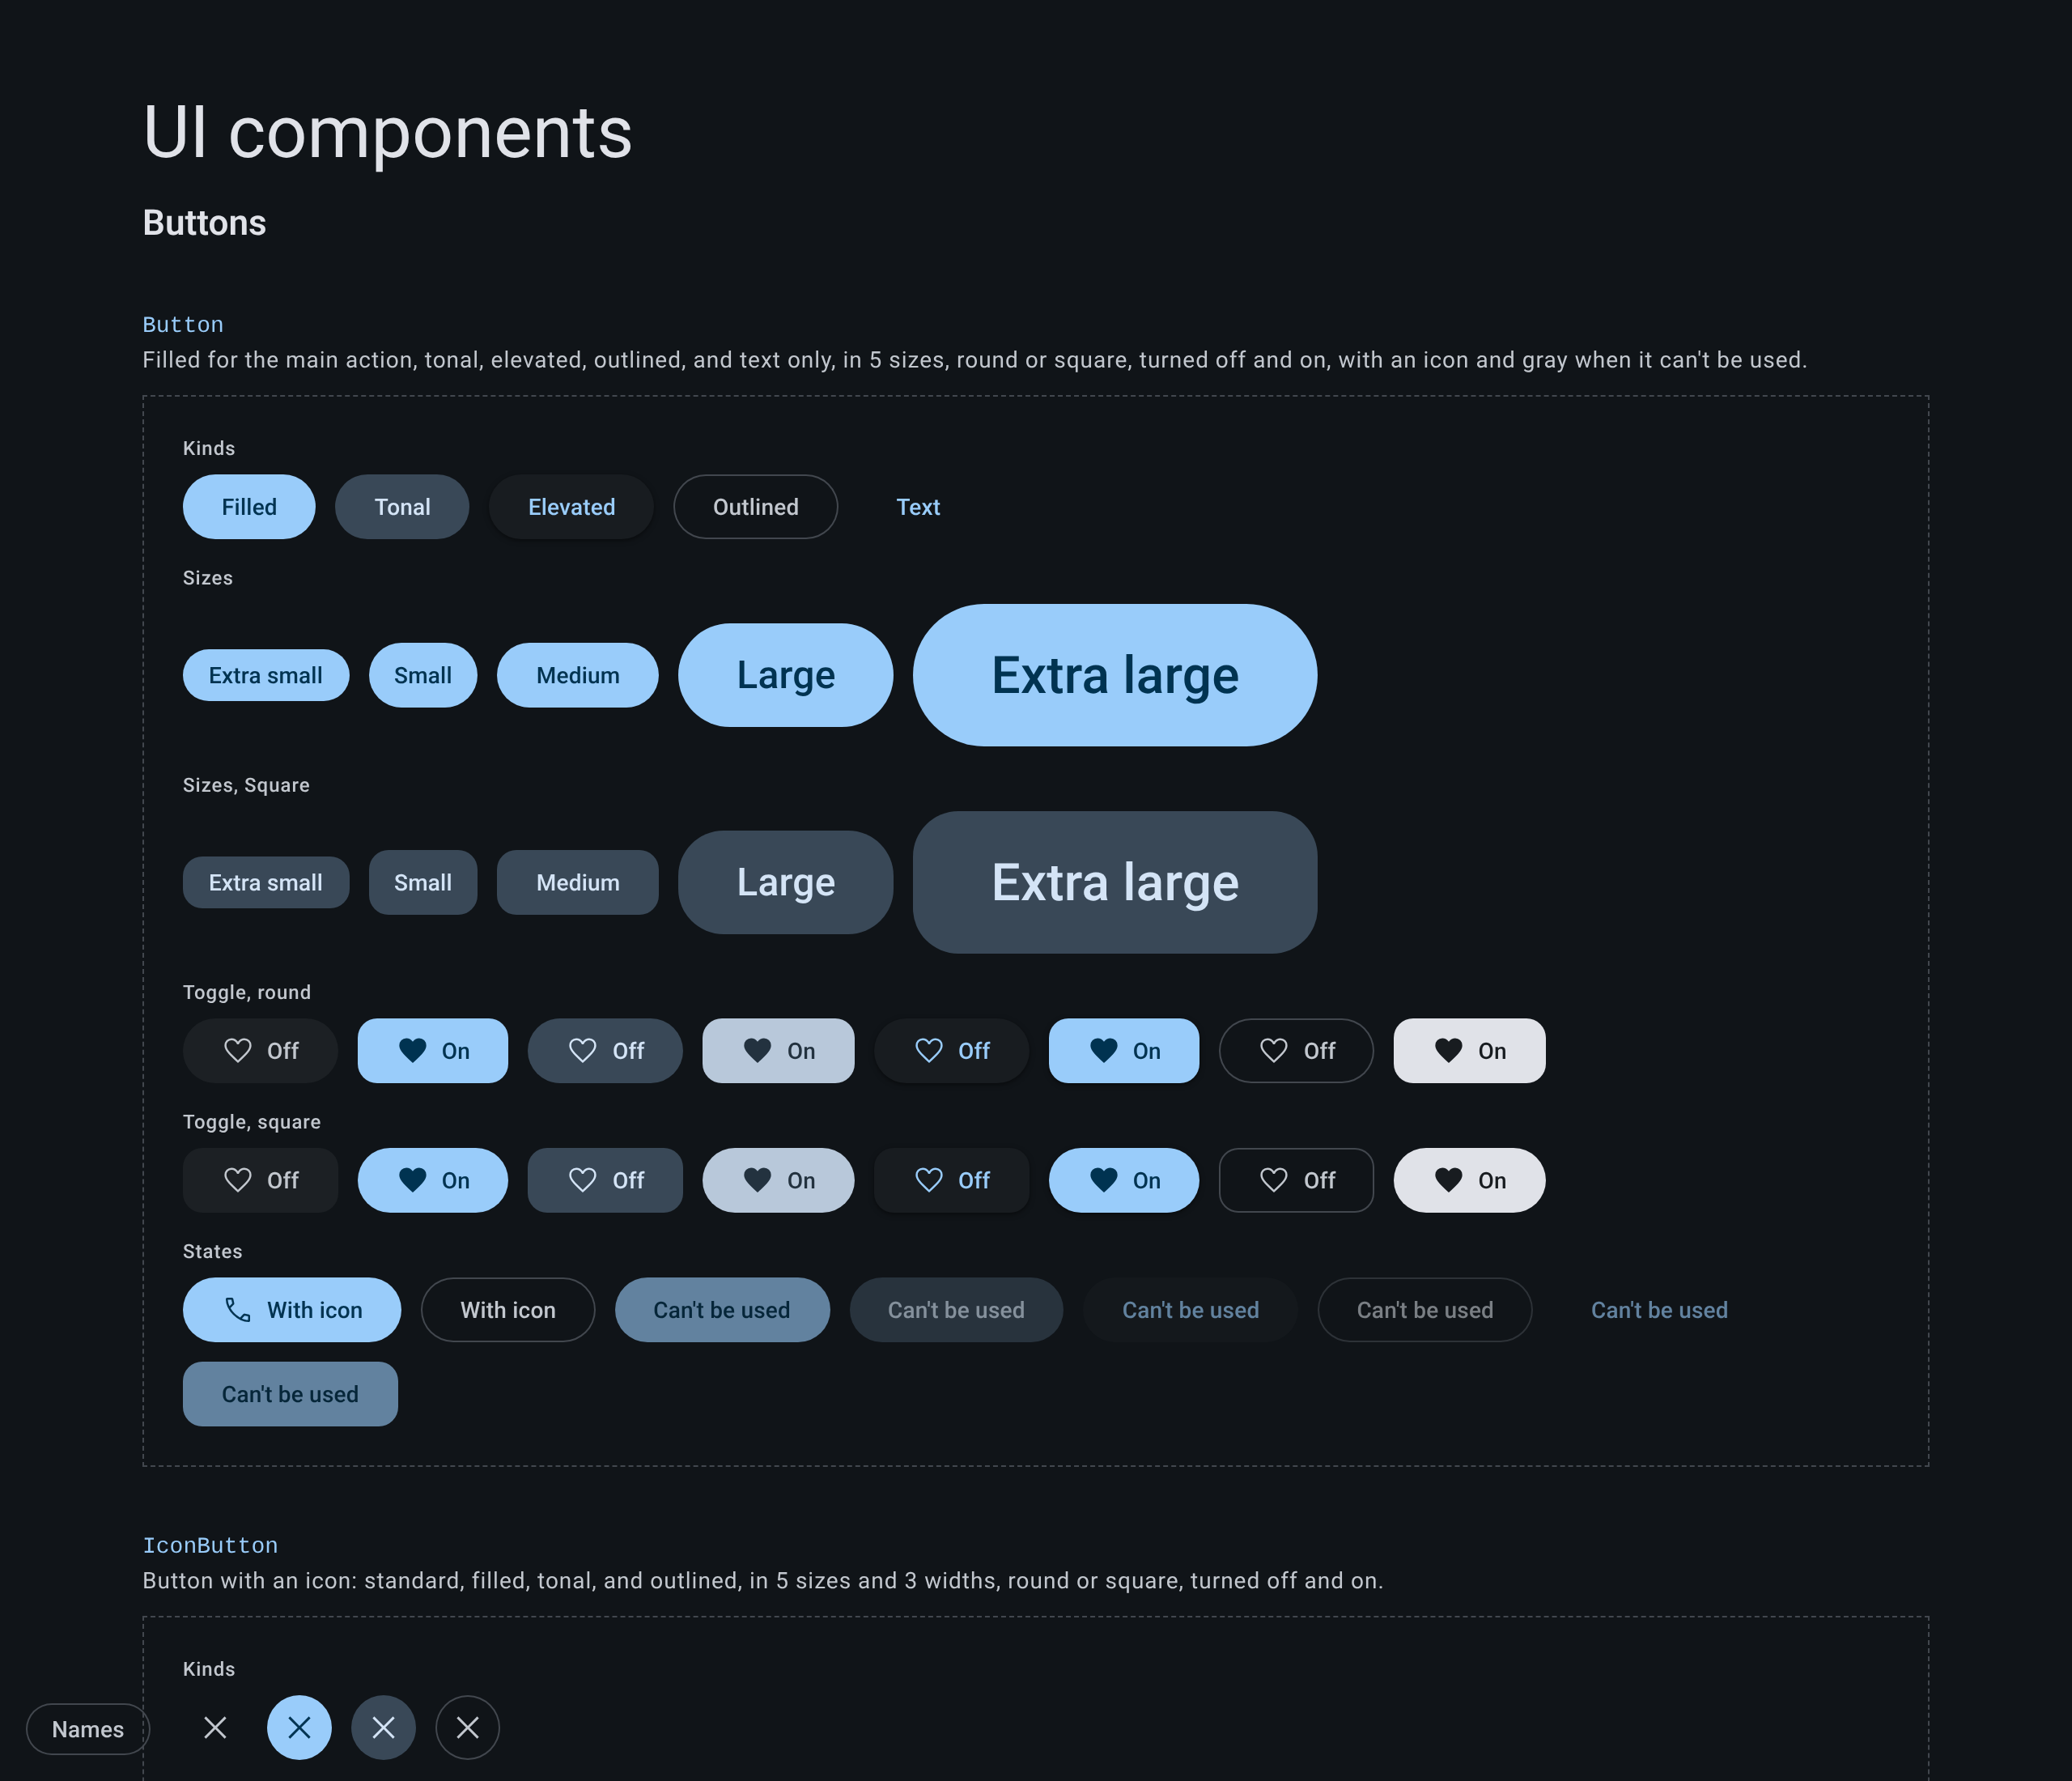 UI components
Buttons
Button
Filled for the main action, tonal, elevated, outlined, and text only, in 5 sizes, round or square, turned off and on, with an icon and gray when it can't be used.
Kinds
Filled Tonal Elevated Outlined Text
Sizes
Extra small Small Medium Large Extra large
Sizes, Square
Extra small Small Medium Large Extra large
Toggle, round
Off On Off On Off On Off On
Toggle, square
Off On Off On Off On Off On
States
With icon With icon Can't be used Can't be used Can't be used Can't be used Can't be used
Can't be used
IconButton
Button with an icon: standard, filled, tonal, and outlined, in 5 sizes and 3 widths, round or square, turned off and on.
Kinds
Names